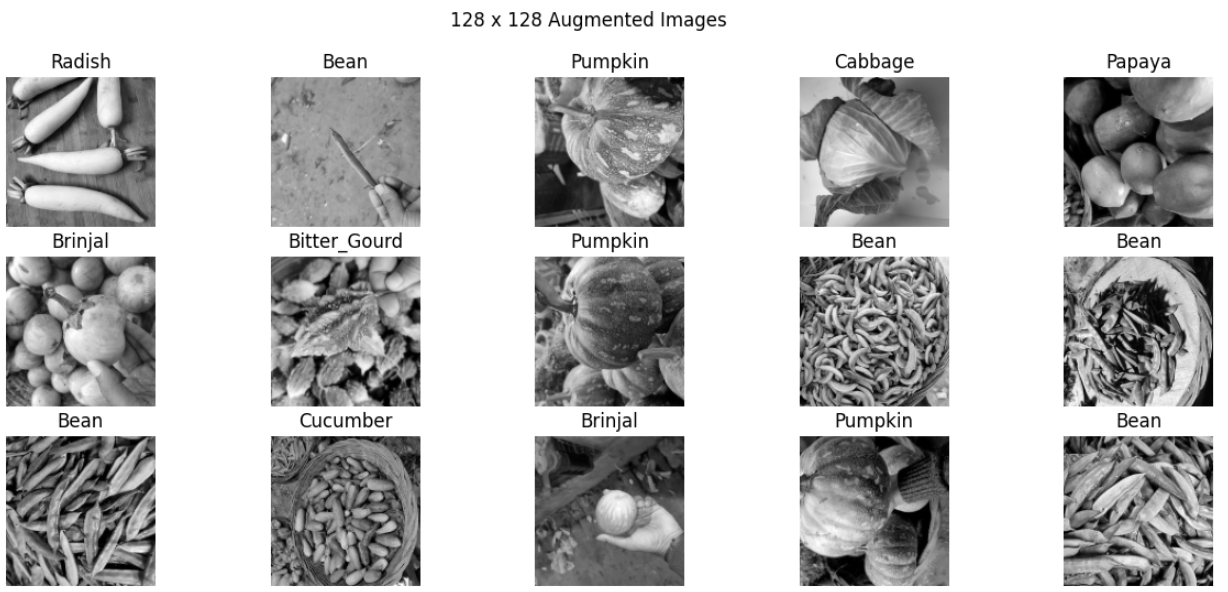 128 x 128 Augmented Images
Radish Bean Pumpkin Cabbage Papaya
Brinjal Bitter_Gourd Pumpkin Bean Bean
Bean Cucumber Brinjal Pumpkin Bean